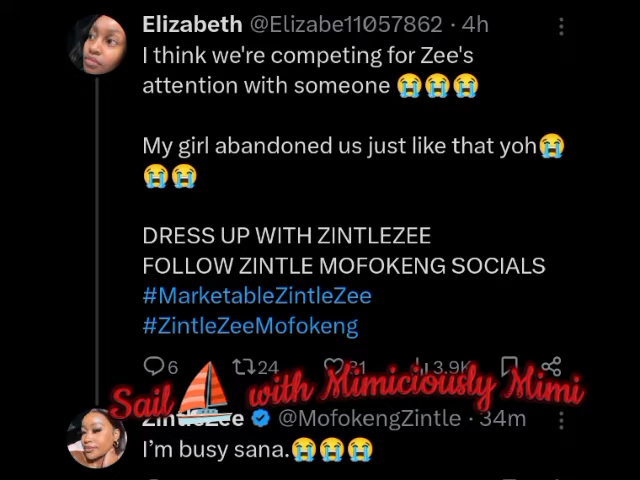 Elizabeth @Elizabe11057862 · 4h
I think we're competing for Zee's
attention with someone 😭😭😭
My girl abandoned us just like that yoh😭
😭😭
DRESS UP WITH ZINTLEZEE
FOLLOW ZINTLE MOFOKENG SOCIALS
#MarketableZintleZee
#ZintleZeeMofokeng
6 24 31 3.9K
Sail ⛵ with Mimiciously Mimi
ZintleZee @MofokengZintle · 34m
I'm busy sana.😭😭😭